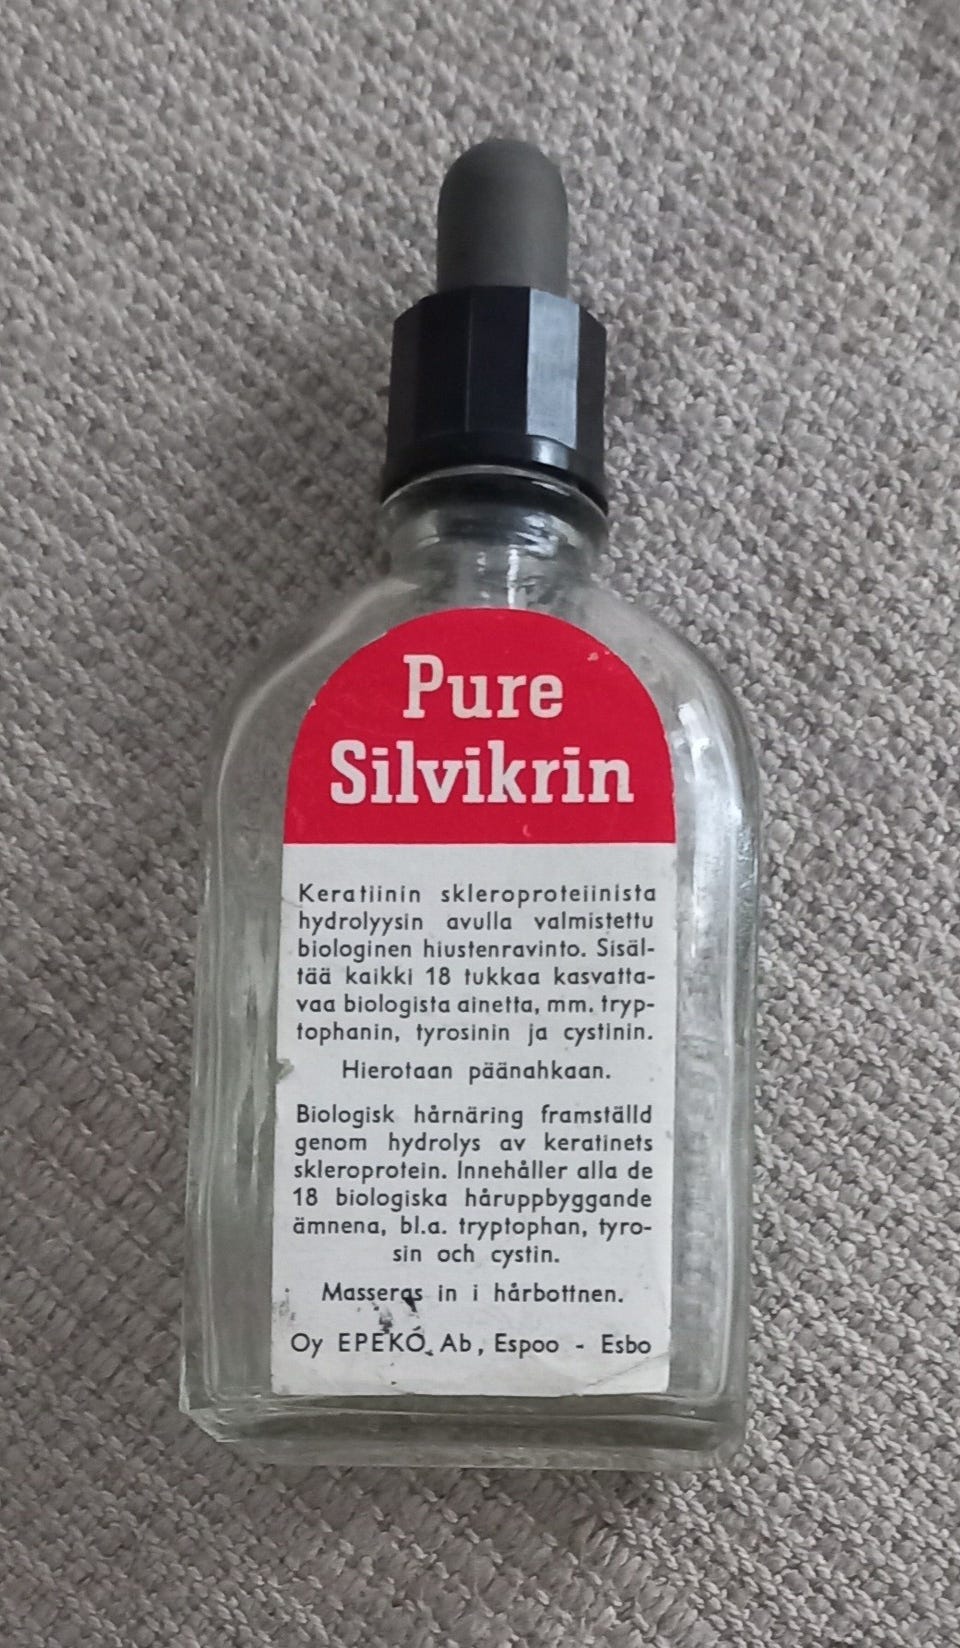 Pure
Silvikrin
Keratiinin skleroproteiinista
hydrolyysin avulla valmistettu
biologinen hiustenravinto. Sisäl-
tää kaikki 18 tukkaa kasvatta-
vaa biologista ainetta, mm. tryp-
tophanin, tyrosinin ja cystinin.
Hierotaan päänahkaan.
Biologisk hårnäring framställd
genom hydrolys av keratinets
skleroprotein. Innehåller alla de
18 biologiska håruppbyggande
ämnena, bl.a. tryptophan, tyro-
sin och cystin.
Masseras in i hårbottnen.
Oy EPEKO Ab, Espoo - Esbo